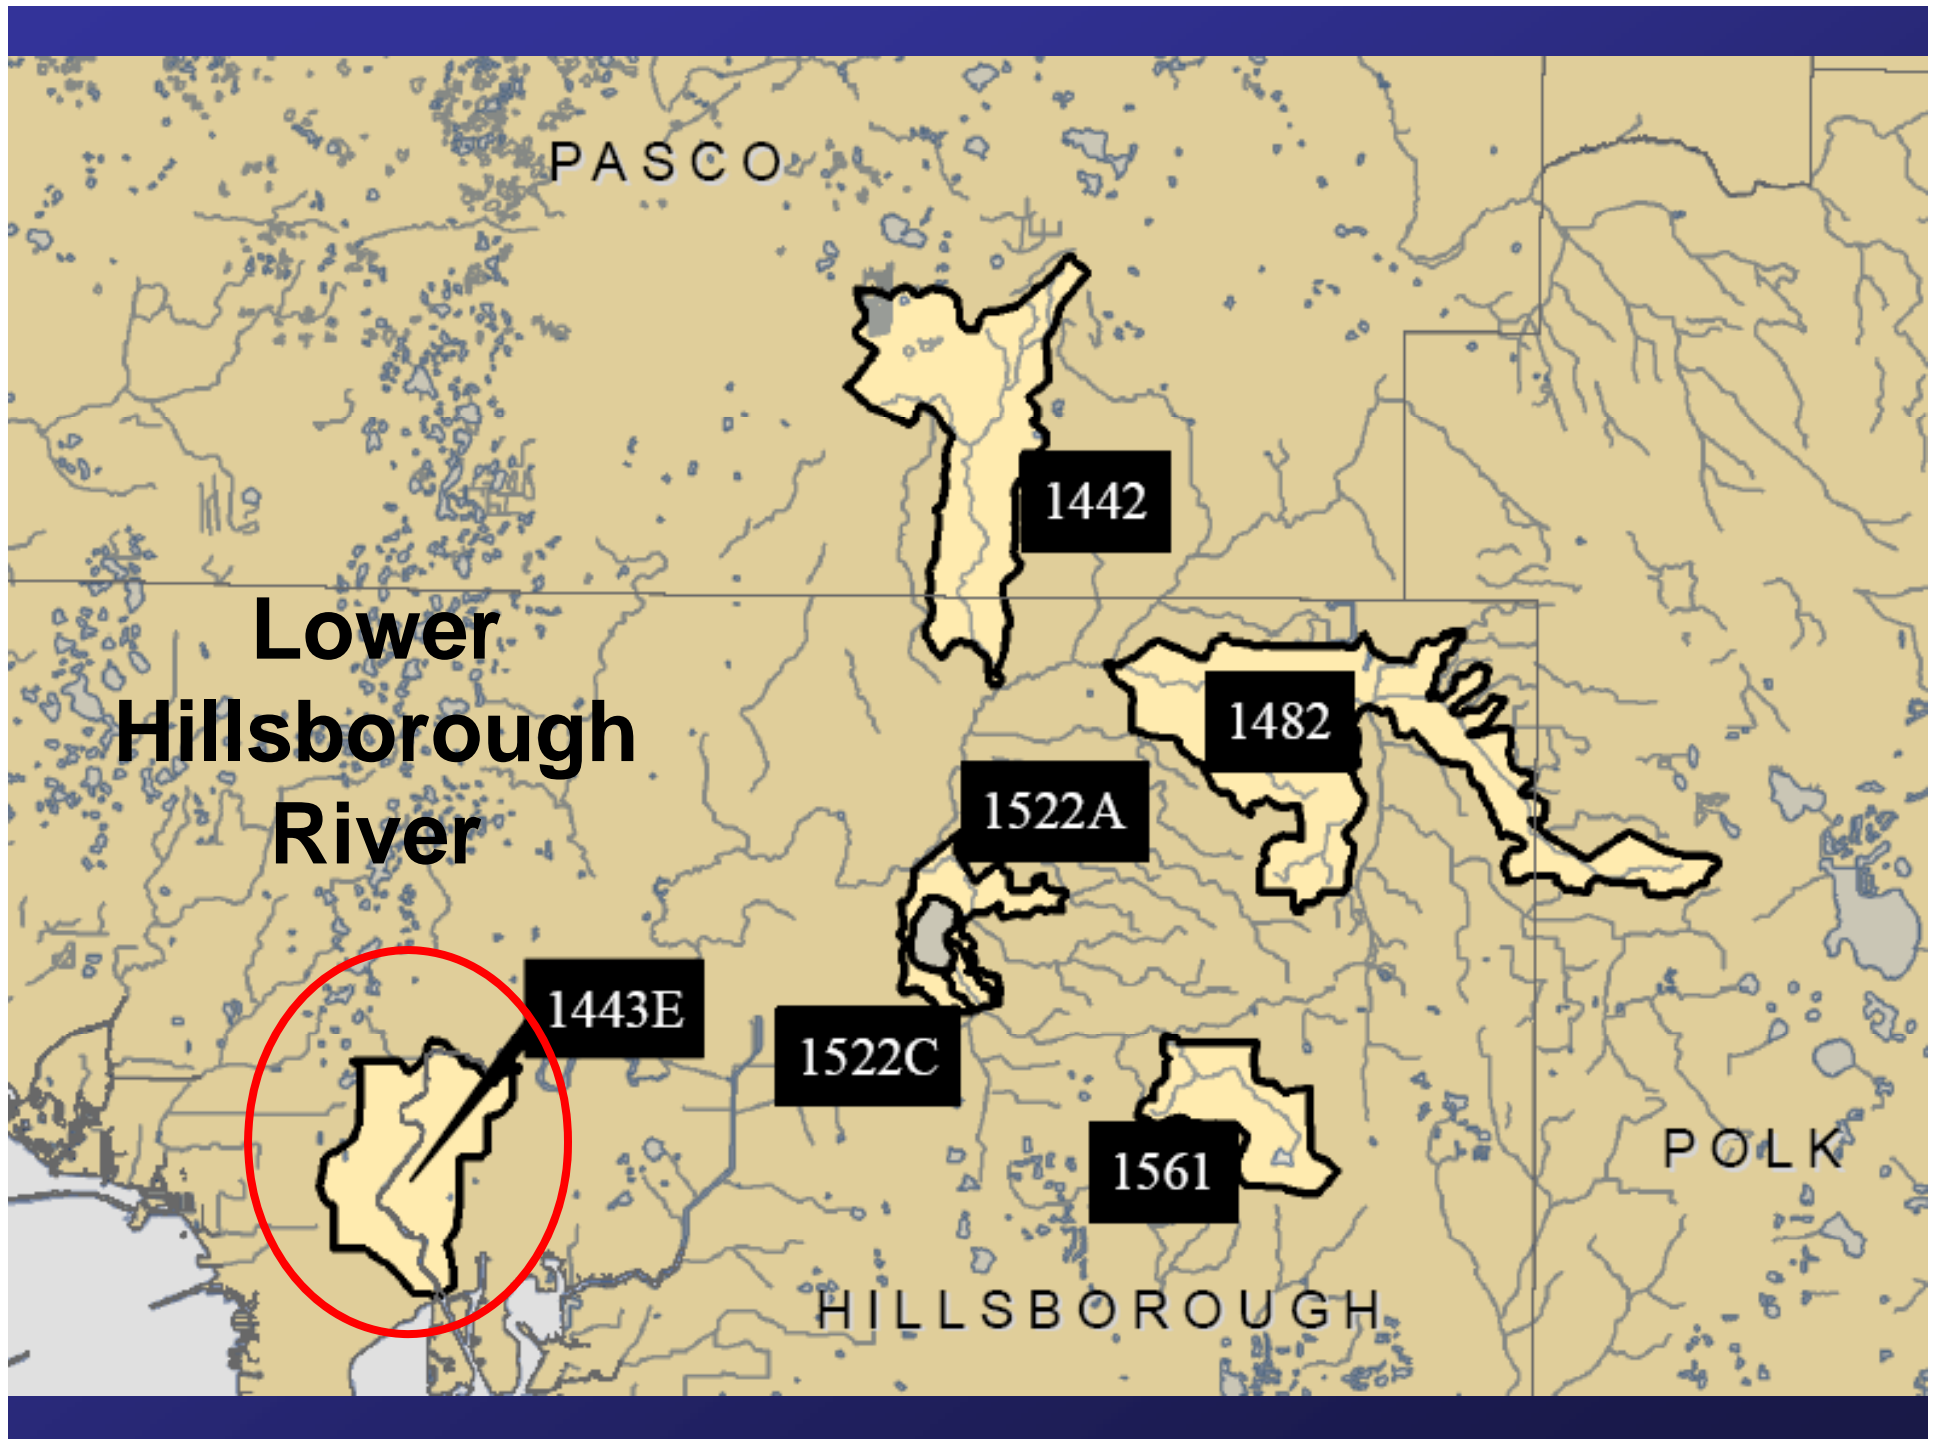 PASCO
1442
Lower
Hillsborough
River
1482
1522A
1443E
1522C
1561
POLK
HILLSBOROUGH